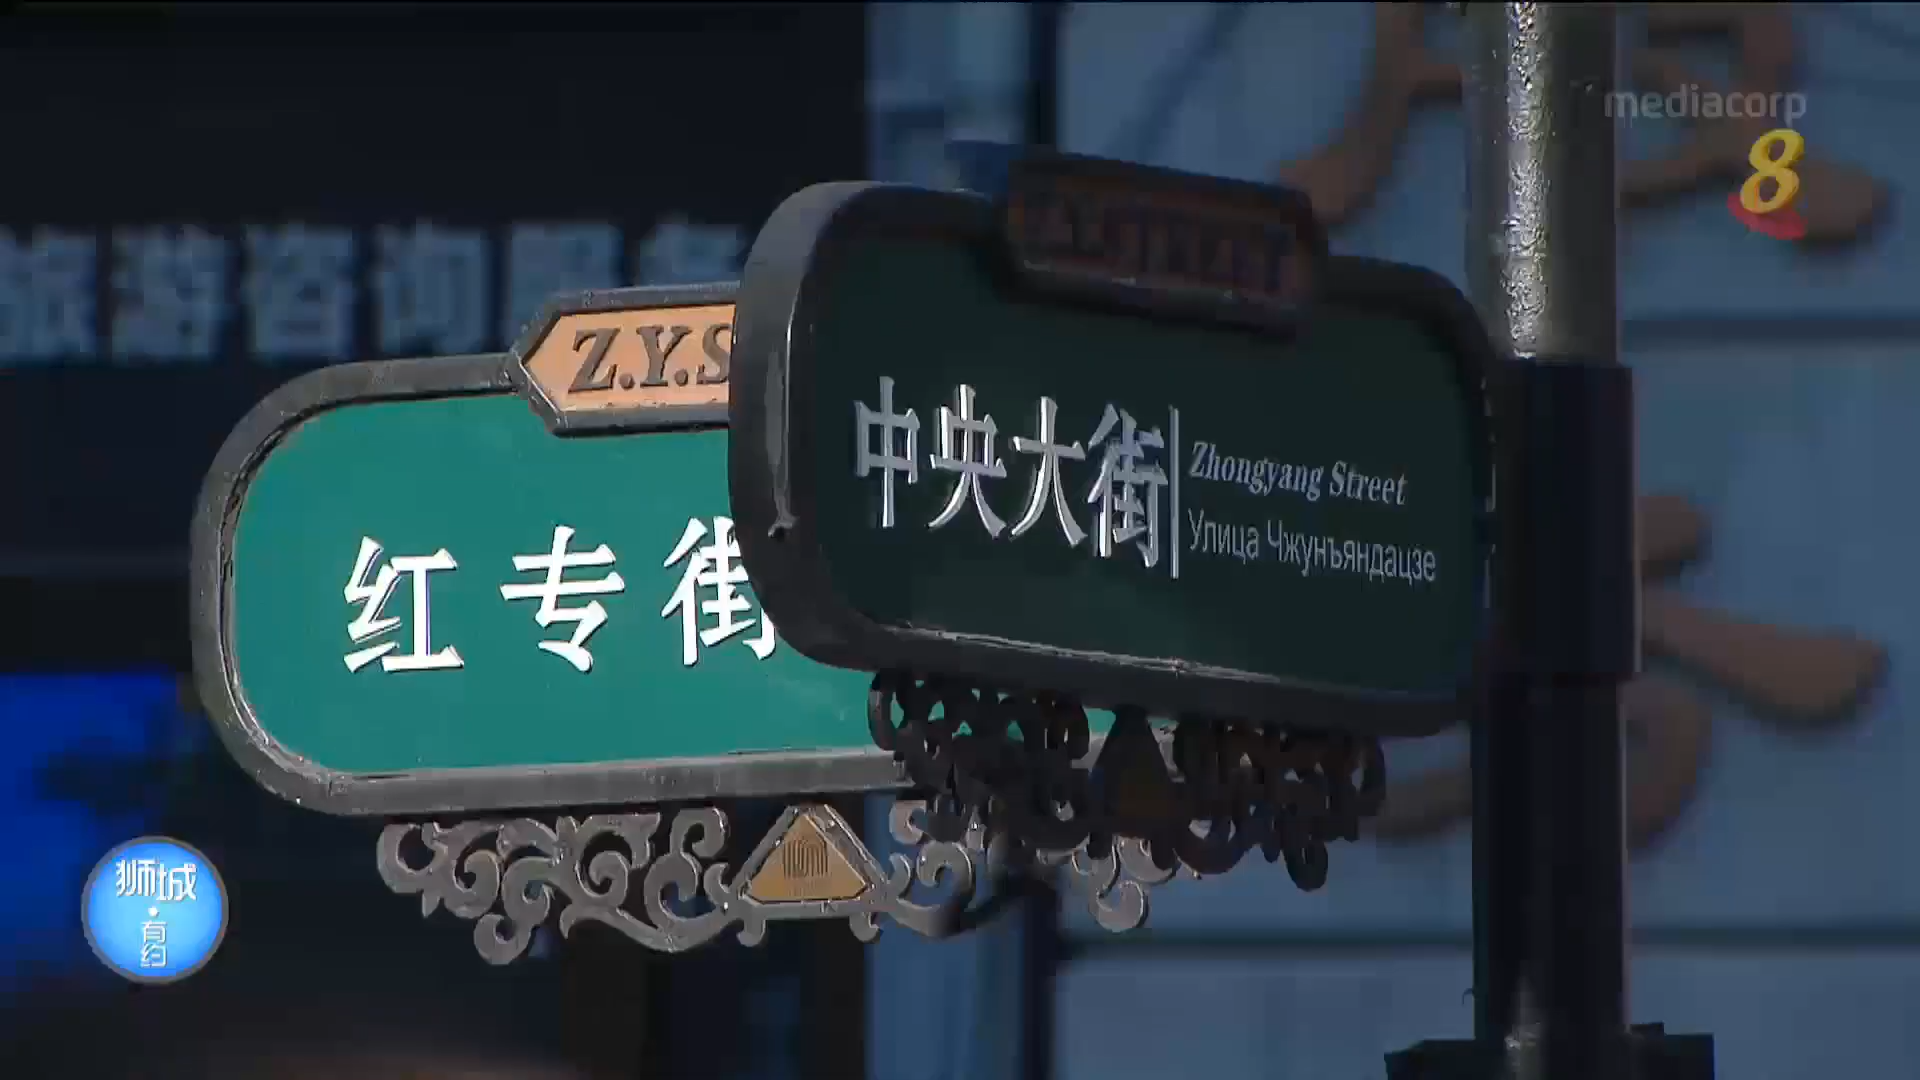 mediacorp
8
旅游咨询服务
Z.Y.S
中央大街
Zhongyang Street
Улица Чжунъяндацзе
红专街
狮城
有约